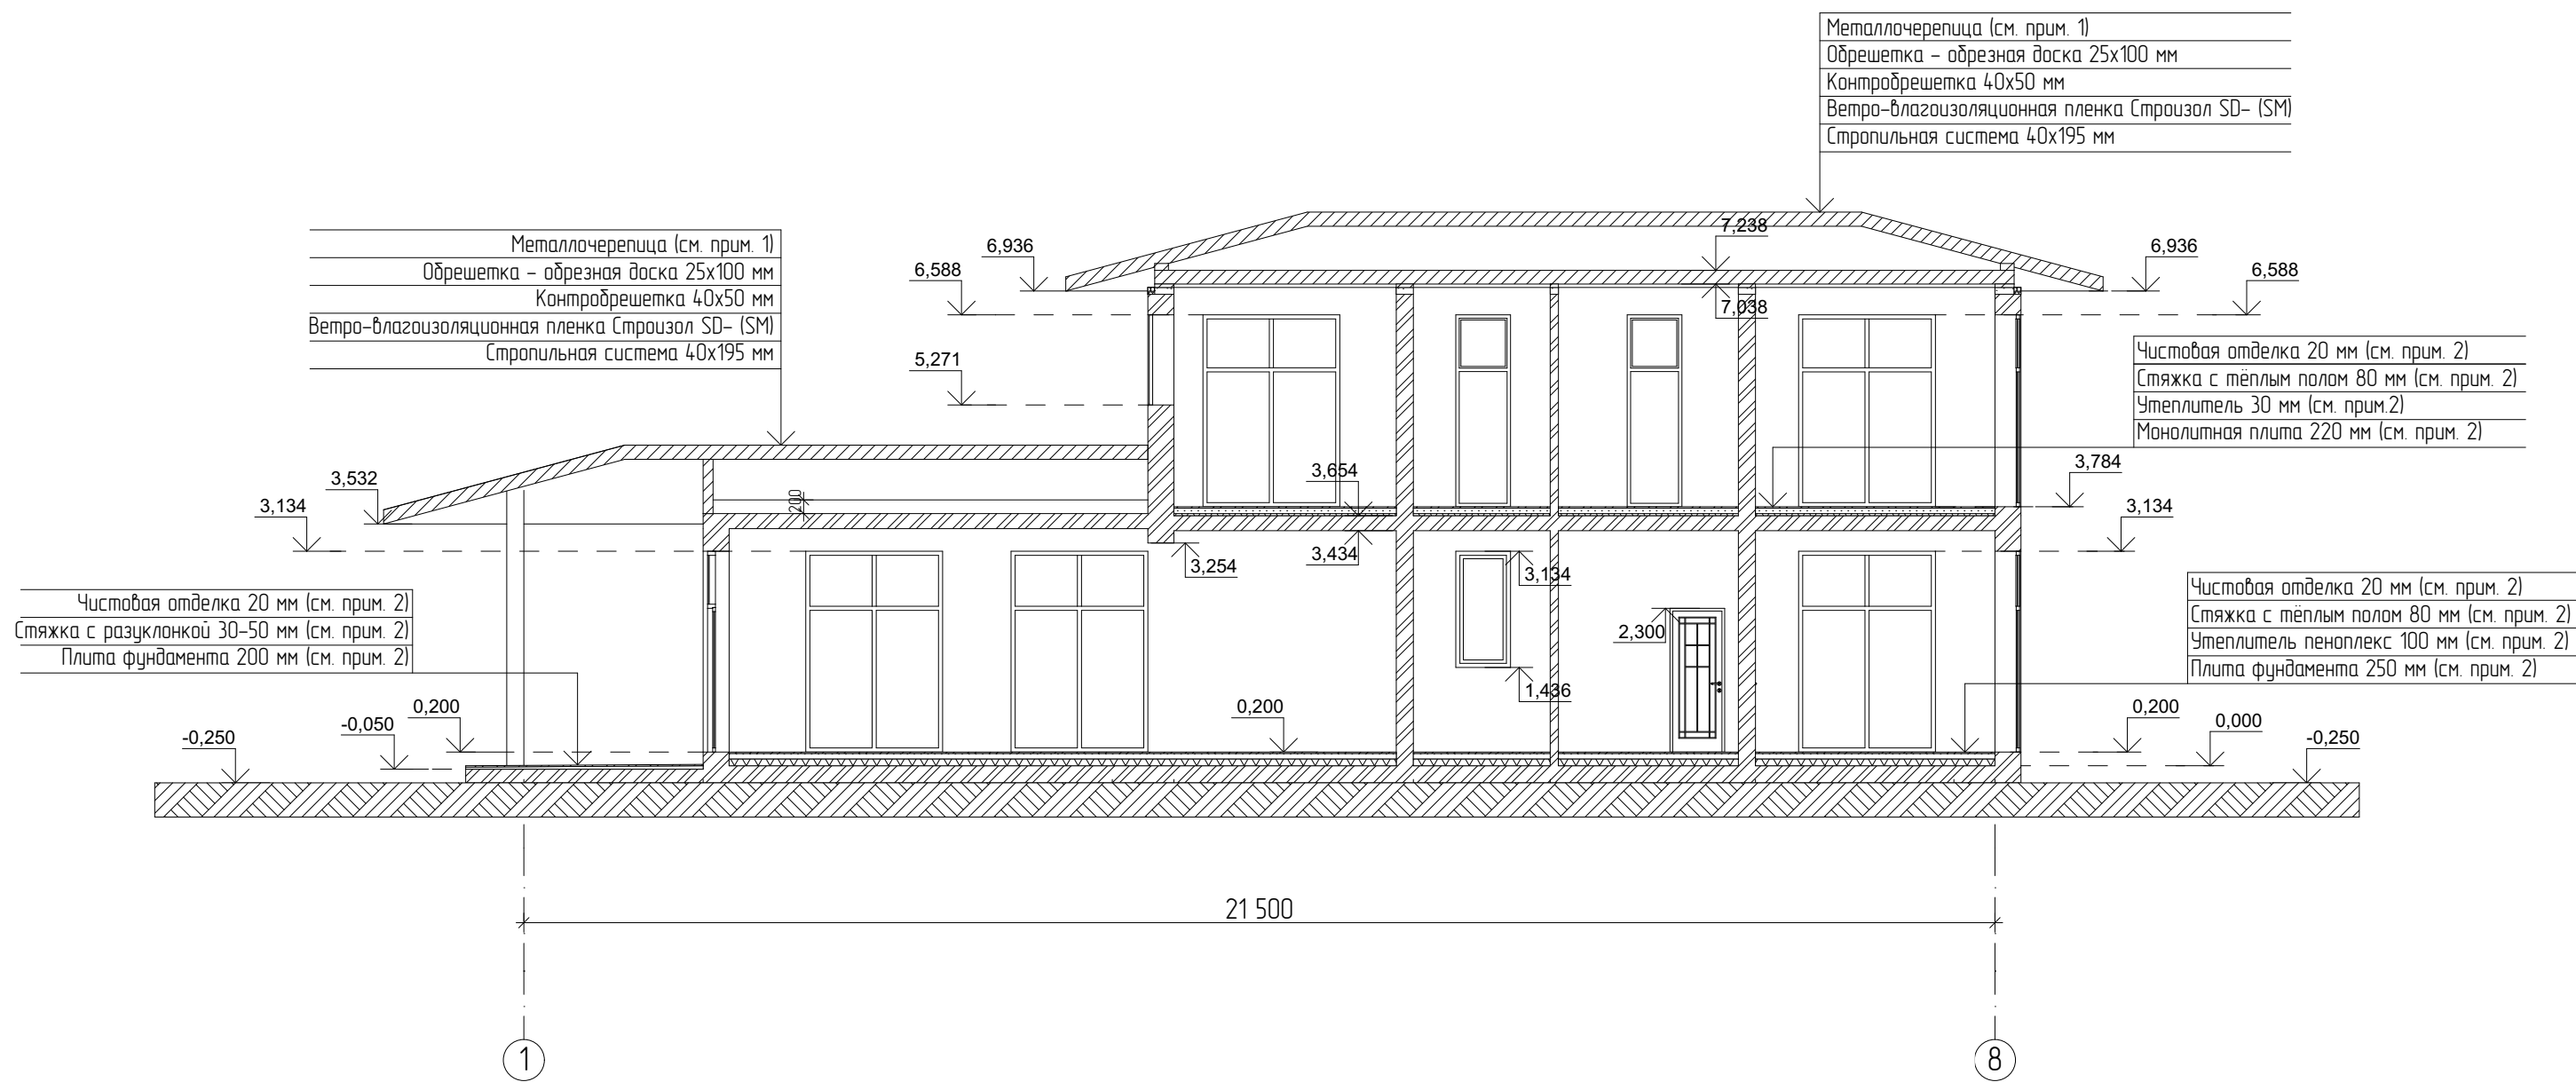 Металлочерепица (см. прим. 1)
Обрешетка – обрезная доска 25х100 мм
Контробрешетка 40х50 мм
Ветро-влагоизоляционная пленка Строизол SD- (SM)
Стропильная система 40х195 мм
Металлочерепица (см. прим. 1)
Обрешетка – обрезная доска 25х100 мм
Контробрешетка 40х50 мм
Ветро-влагоизоляционная пленка Строизол SD- (SM)
Стропильная система 40х195 мм
7,238
6,936
6,588
6,936
6,588
7,038
5,271
Чистовая отделка 20 мм (см. прим. 2)
Стяжка с тёплым полом 80 мм (см. прим. 2)
Утеплитель 30 мм (см. прим.2)
Монолитная плита 220 мм (см. прим. 2)
3,532
3,134
200
3,654
3,784
3,134
3,434
3,254
3,134
Чистовая отделка 20 мм (см. прим. 2)
Стяжка с разуклонкой 30-50 мм (см. прим. 2)
Плита фундамента 200 мм (см. прим. 2)
2,300
1,436
Чистовая отделка 20 мм (см. прим. 2)
Стяжка с тёплым полом 80 мм (см. прим. 2)
Утеплитель пеноплекс 100 мм (см. прим. 2)
Плита фундамента 250 мм (см. прим. 2)
-0,250
-0,050
0,200
0,200
0,200
0,000
-0,250
21 500
1
8